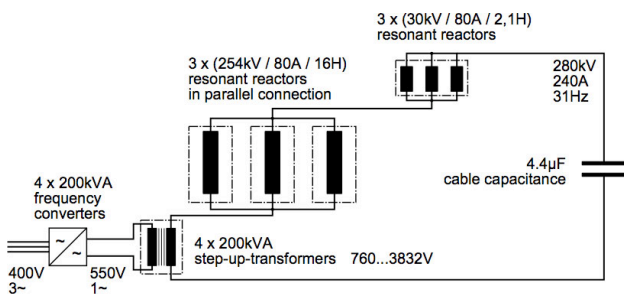 3 x (30kV / 80A / 2,1H)
resonant reactors
3 x (254kV / 80A / 16H)
resonant reactors
in parallel connection
280kV
240A
31Hz
4.4µF
cable capacitance
4 x 200kVA
frequency
converters
~
~
4 x 200kVA
step-up-transformers 760...3832V
400V
3~
550V
1~